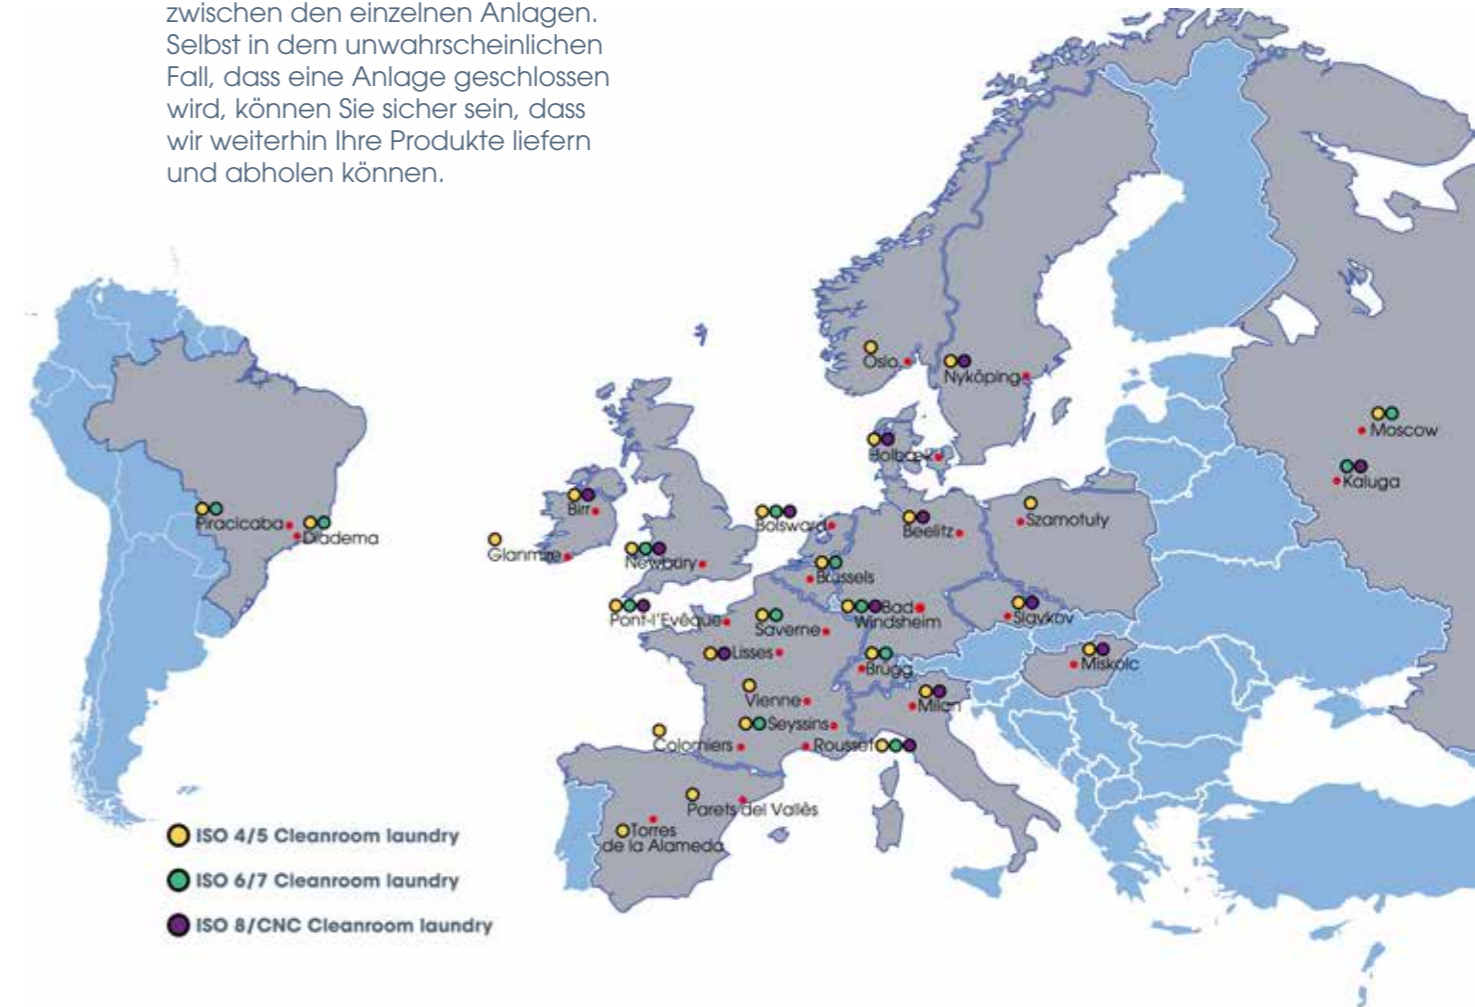 zwischen den einzelnen Anlagen.
Selbst in dem unwahrscheinlichen
Fall, dass eine Anlage geschlossen
wird, können Sie sicher sein, dass
wir weiterhin Ihre Produkte liefern
und abholen können.
Oslo
Nyköping
Moscow
Holbæk
Kaluga
Birr
Piracicaba
Diadema
Bolsward
Beelitz
Szamotuły
Glanmire
Newbury
Brussels
Pont-l'Evêque
Saverne
Bad
Windsheim
Slavkov
Lisses
Brugg
Miskolc
Vienne
Milan
Seyssins
Colomiers
Rousset
Parets del Vallès
Torres
de la Alameda
ISO 4/5 Cleanroom laundry
ISO 6/7 Cleanroom laundry
ISO 8/CNC Cleanroom laundry